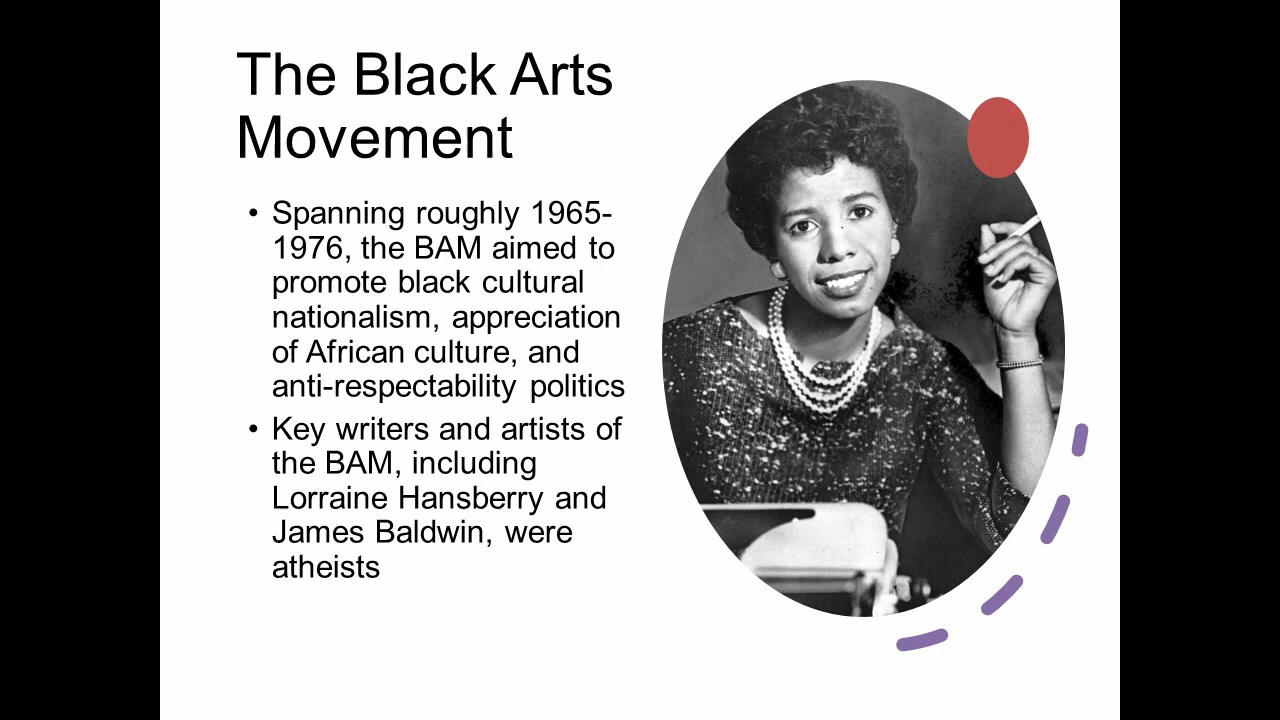 The Black Arts
Movement
• Spanning roughly 1965-
1976, the BAM aimed to
promote black cultural
nationalism, appreciation
of African culture, and
anti-respectability politics
• Key writers and artists of
the BAM, including
Lorraine Hansberry and
James Baldwin, were
atheists